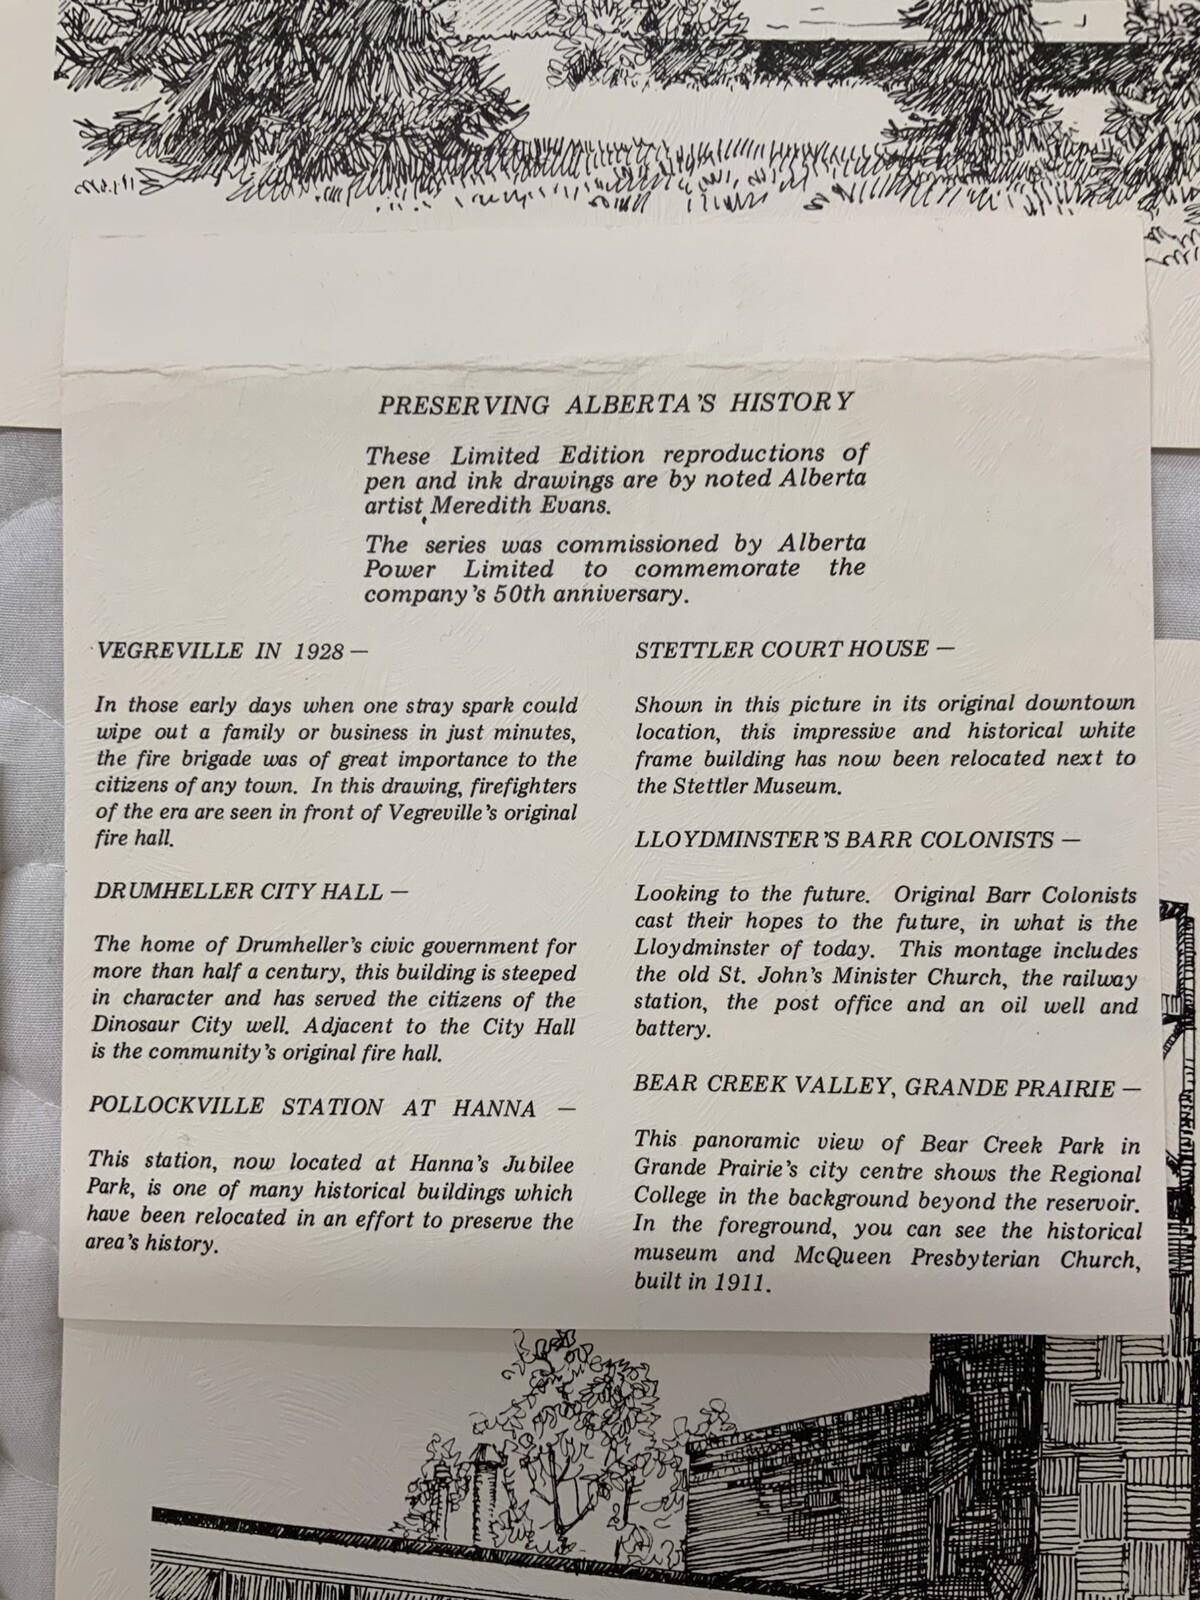 PRESERVING ALBERTA'S HISTORY
These Limited Edition reproductions of
pen and ink drawings are by noted Alberta
artist Meredith Evans.
The series was commissioned by Alberta
Power Limited to commemorate the
company's 50th anniversary.
VEGREVILLE IN 1928 —
In those early days when one stray spark could
wipe out a family or business in just minutes,
the fire brigade was of great importance to the
citizens of any town. In this drawing, firefighters
of the era are seen in front of Vegreville's original
fire hall.
DRUMHELLER CITY HALL —
The home of Drumheller's civic government for
more than half a century, this building is steeped
in character and has served the citizens of the
Dinosaur City well. Adjacent to the City Hall
is the community's original fire hall.
POLLOCKVILLE STATION AT HANNA —
This station, now located at Hanna's Jubilee
Park, is one of many historical buildings which
have been relocated in an effort to preserve the
area's history.
STETTLER COURT HOUSE —
Shown in this picture in its original downtown
location, this impressive and historical white
frame building has now been relocated next to
the Stettler Museum.
LLOYDMINSTER'S BARR COLONISTS —
Looking to the future. Original Barr Colonists
cast their hopes to the future, in what is the
Lloydminster of today. This montage includes
the old St. John's Minister Church, the railway
station, the post office and an oil well and
battery.
BEAR CREEK VALLEY, GRANDE PRAIRIE —
This panoramic view of Bear Creek Park in
Grande Prairie's city centre shows the Regional
College in the background beyond the reservoir.
In the foreground, you can see the historical
museum and McQueen Presbyterian Church,
built in 1911.